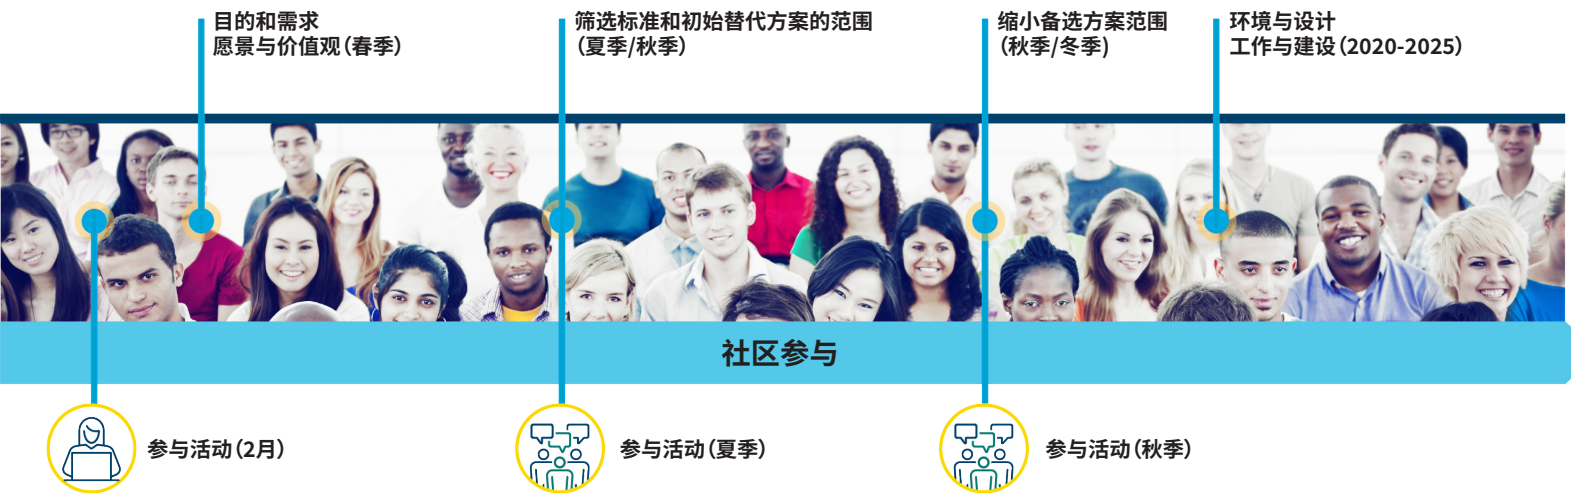 目的和需求
愿景与价值观（春季）
筛选标准和初始替代方案的范围
（夏季/秋季）
缩小备选方案范围
（秋季/冬季)
环境与设计
工作与建设（2020-2025）
社区参与
参与活动（2月）
参与活动（夏季）
参与活动（秋季）